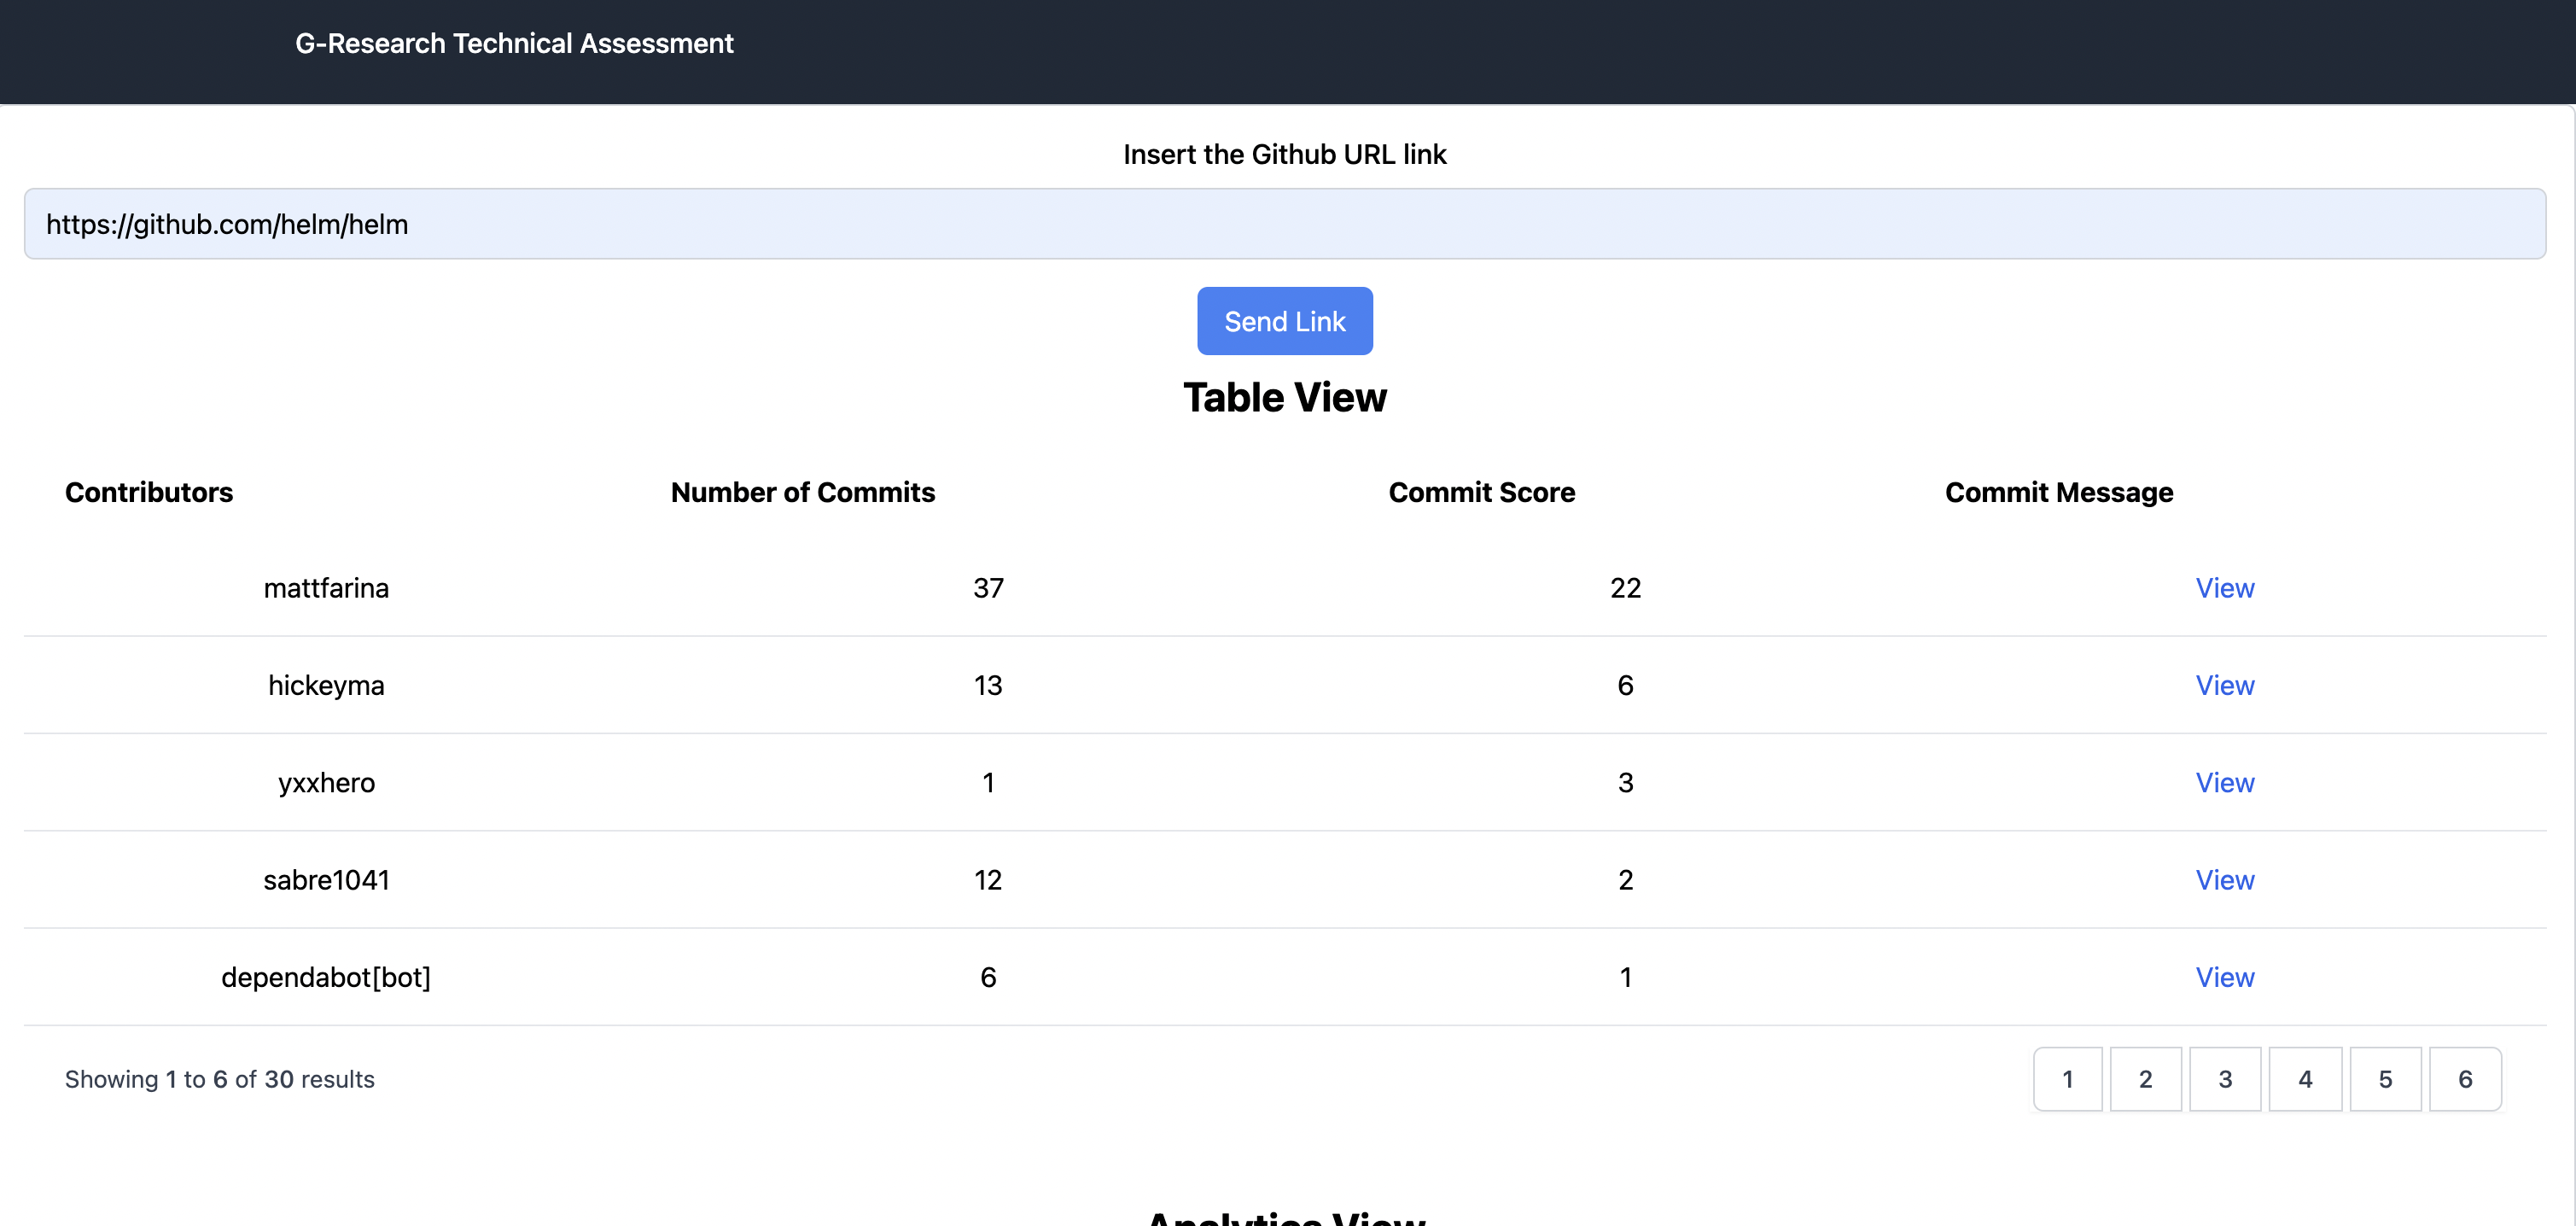 G-Research Technical Assessment
Insert the Github URL link
https://github.com/helm/helm
Send Link
Table View
Contributors Number of Commits Commit Score Commit Message
mattfarina 37 22 View
hickeyma 13 6 View
yxxhero 1 3 View
sabre1041 12 2 View
dependabot[bot] 6 1 View
Showing 1 to 6 of 30 results 1 2 3 4 5 6
Analytics View